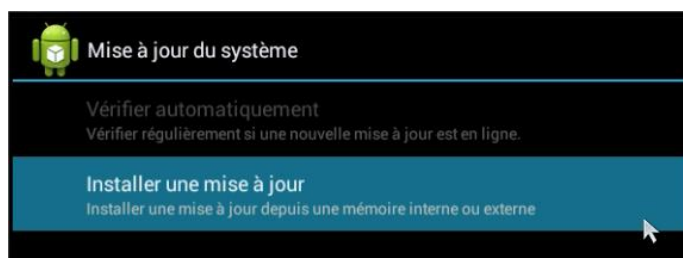 Mise à jour du système
Vérifier automatiquement
Vérifier régulièrement si une nouvelle mise à jour est en ligne.
Installer une mise à jour
Installer une mise à jour depuis une mémoire interne ou externe